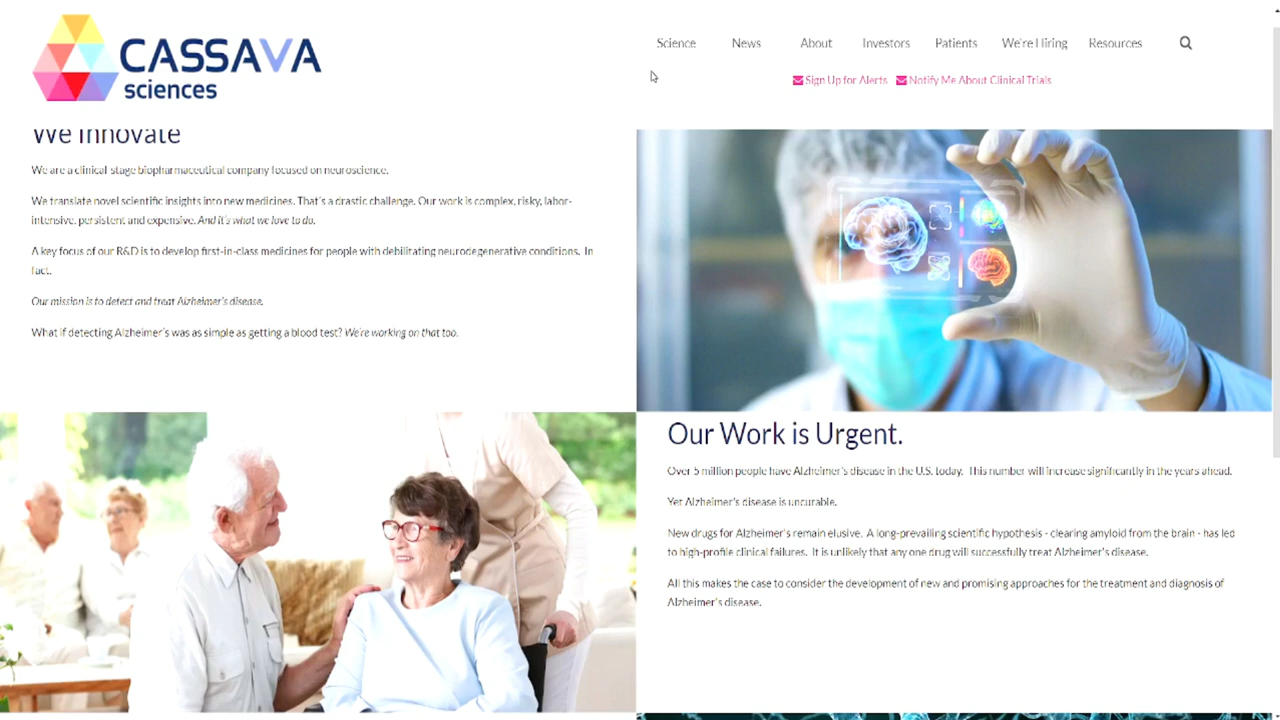 CASSAVA
sciences
Science News About Investors Patients We're Hiring Resources
Sign Up for Alerts Notify Me About Clinical Trials
We Innovate
We are a clinical-stage biopharmaceutical company focused on neuroscience.
We translate novel scientific insights into new medicines. That's a drastic challenge. Our work is complex, risky, labor-
intensive, persistent and expensive. And it's what we love to do.
A key focus of our R&D is to develop first-in-class medicines for people with debilitating neurodegenerative conditions. In
fact,
Our mission is to detect and treat Alzheimer's disease.
What if detecting Alzheimer's was as simple as getting a blood test? We're working on that too.
Our Work is Urgent.
Over 5 million people have Alzheimer's disease in the U.S. today. This number will increase significantly in the years ahead.
Yet Alzheimer's disease is uncurable.
New drugs for Alzheimer's remain elusive. A long-prevailing scientific hypothesis - clearing amyloid from the brain - has led
to high-profile clinical failures. It is unlikely that any one drug will successfully treat Alzheimer's disease.
All this makes the case to consider the development of new and promising approaches for the treatment and diagnosis of
Alzheimer's disease.